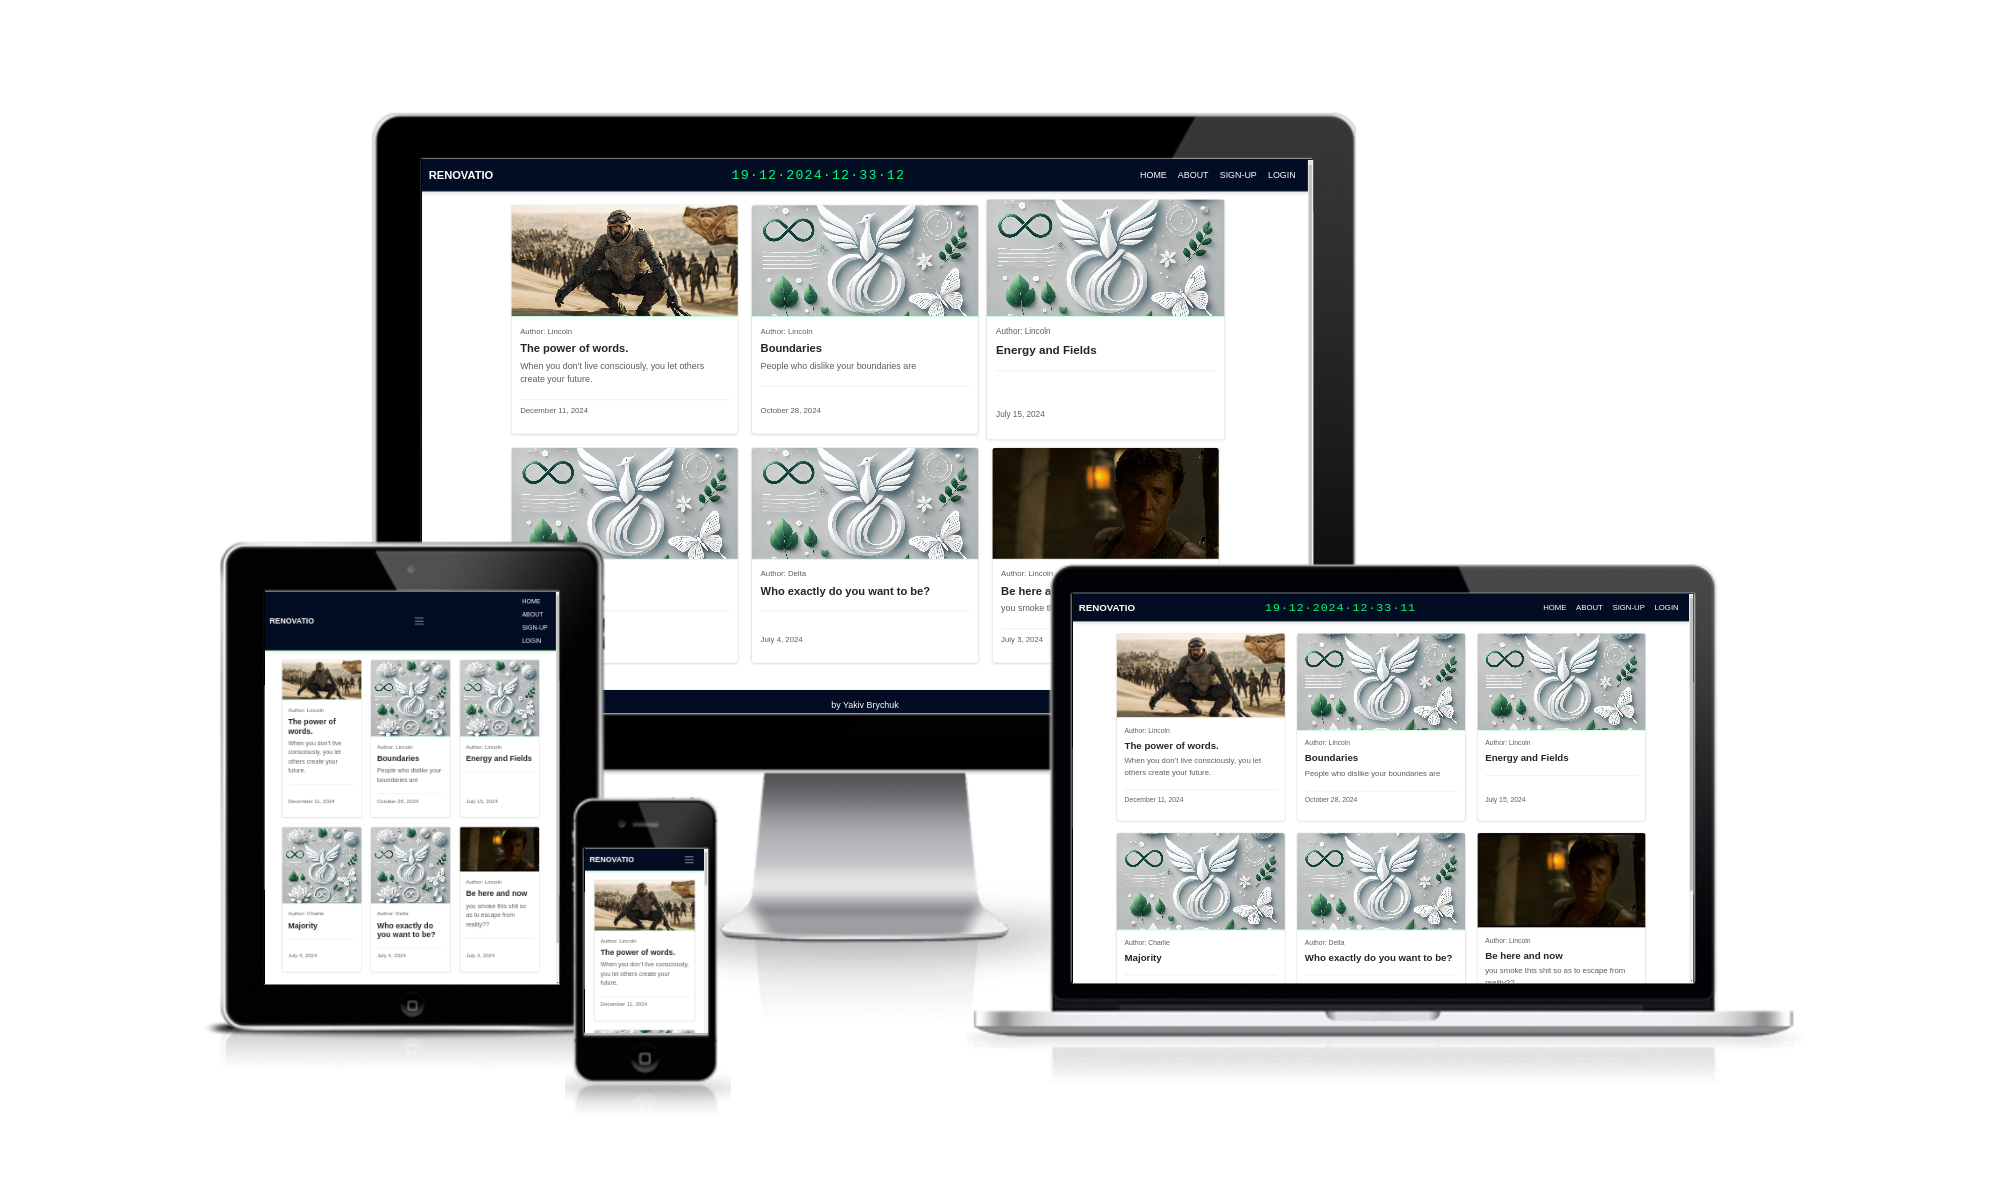 RENOVATIO
19·12·2024·12·33·12
HOME ABOUT SIGN-UP LOGIN
Author: Lincoln
The power of words.
When you don't live consciously, you let others
create your future.
December 11, 2024
Author: Lincoln
Boundaries
People who dislike your boundaries are
October 28, 2024
Author: Lincoln
Energy and Fields
July 15, 2024
Author: Delta
Who exactly do you want to be?
July 4, 2024
Author: Lincoln
Be here a
you smoke t
July 3, 2024
by Yakiv Brychuk
RENOVATIO
HOME
ABOUT
SIGN-UP
LOGIN
Author: Lincoln
The power of
words.
When you don't live
consciously, you let
others create your
future.
December 11, 2024
Author: Lincoln
Boundaries
People who dislike your
boundaries are
October 28, 2024
Author: Lincoln
Energy and Fields
July 15, 2024
Author: Charlie
Majority
July 4, 2024
Author: Delta
Who exactly do
you want to be?
July 4, 2024
Author: Lincoln
Be here and now
you smoke this shit so
as to escape from
reality??
July 3, 2024
RENOVATIO
Author: Lincoln
The power of words.
When you don't live consciously,
you let others create your
future.
December 11, 2024
RENOVATIO
19·12·2024·12·33·11
HOME ABOUT SIGN-UP LOGIN
Author: Lincoln
The power of words.
When you don't live consciously, you let
others create your future.
December 11, 2024
Author: Lincoln
Boundaries
People who dislike your boundaries are
October 28, 2024
Author: Lincoln
Energy and Fields
July 15, 2024
Author: Charlie
Majority
Author: Delta
Who exactly do you want to be?
Author: Lincoln
Be here and now
you smoke this shit so as to escape from
reality??